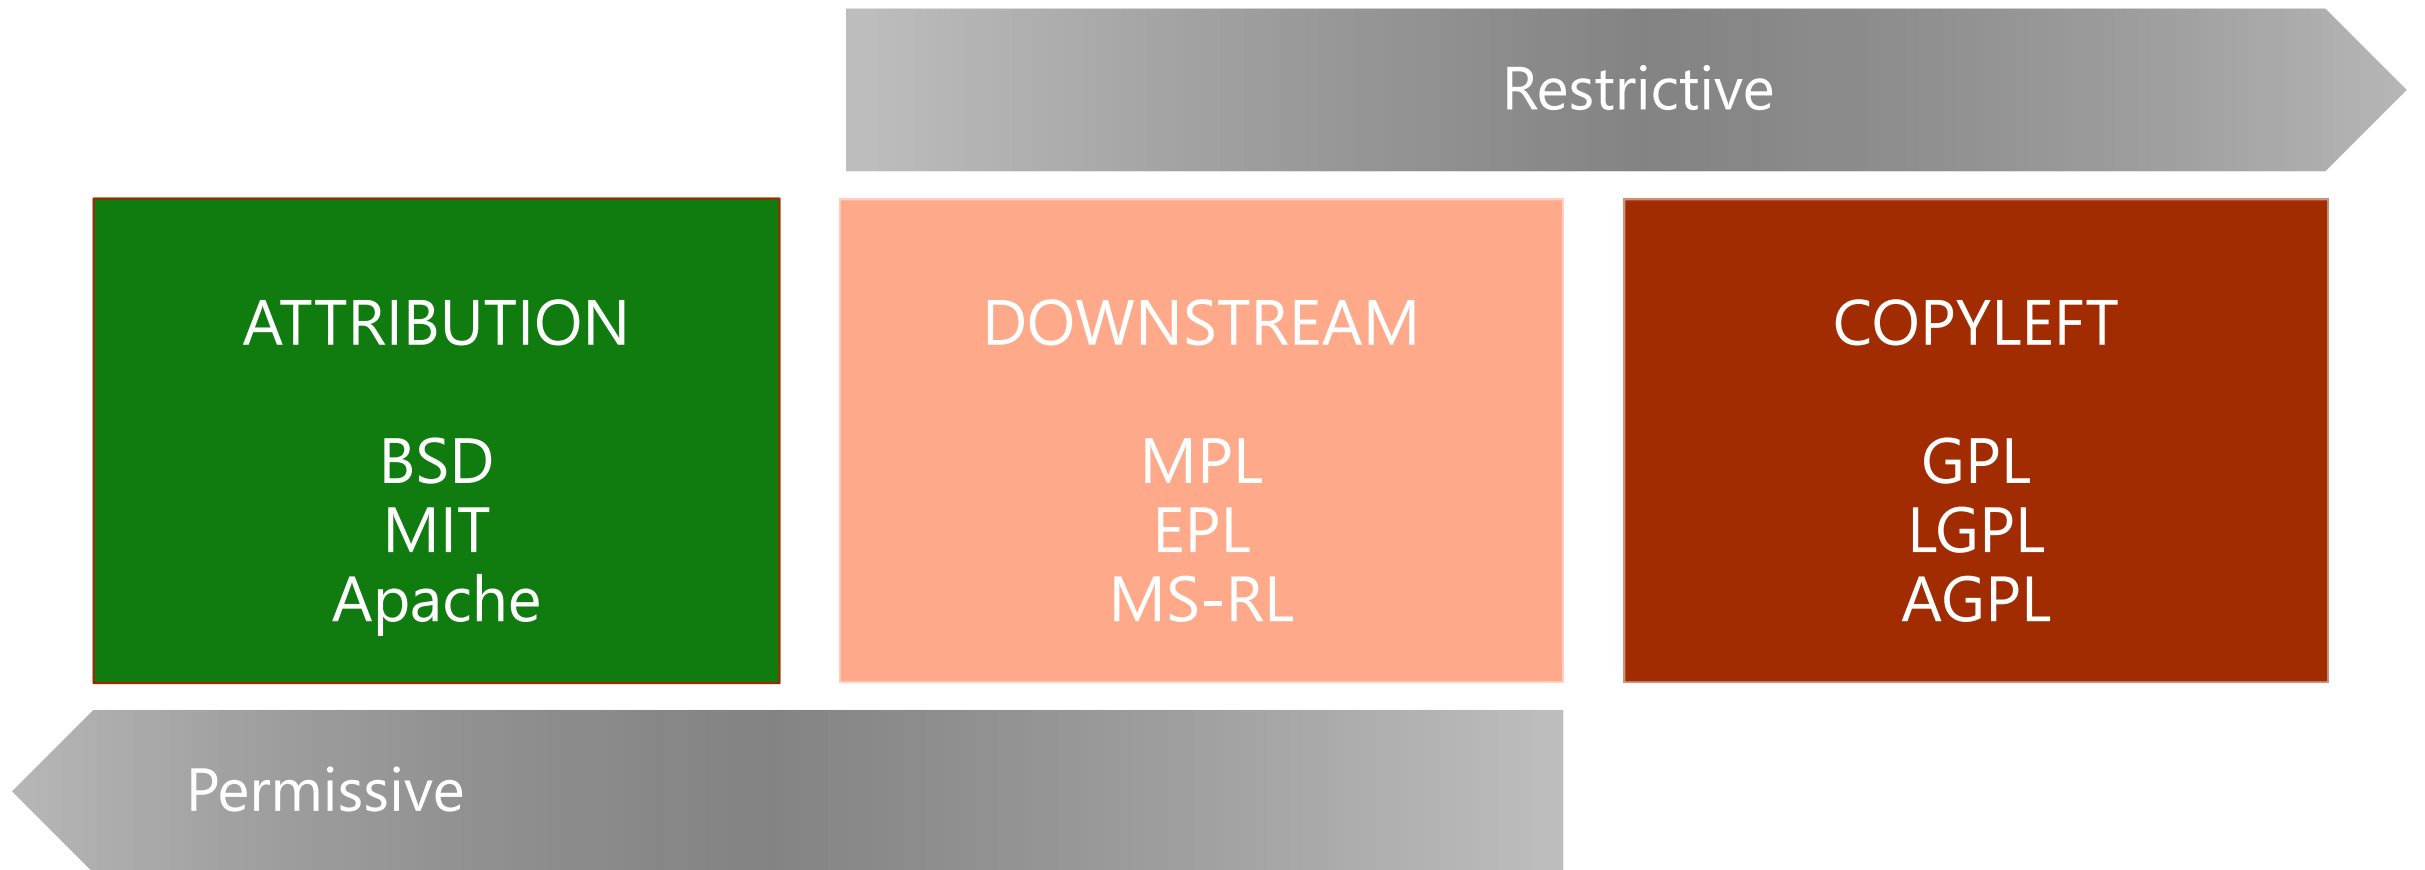 Restrictive
ATTRIBUTION
BSD
MIT
Apache
DOWNSTREAM
MPL
EPL
MS-RL
COPYLEFT
GPL
LGPL
AGPL
Permissive